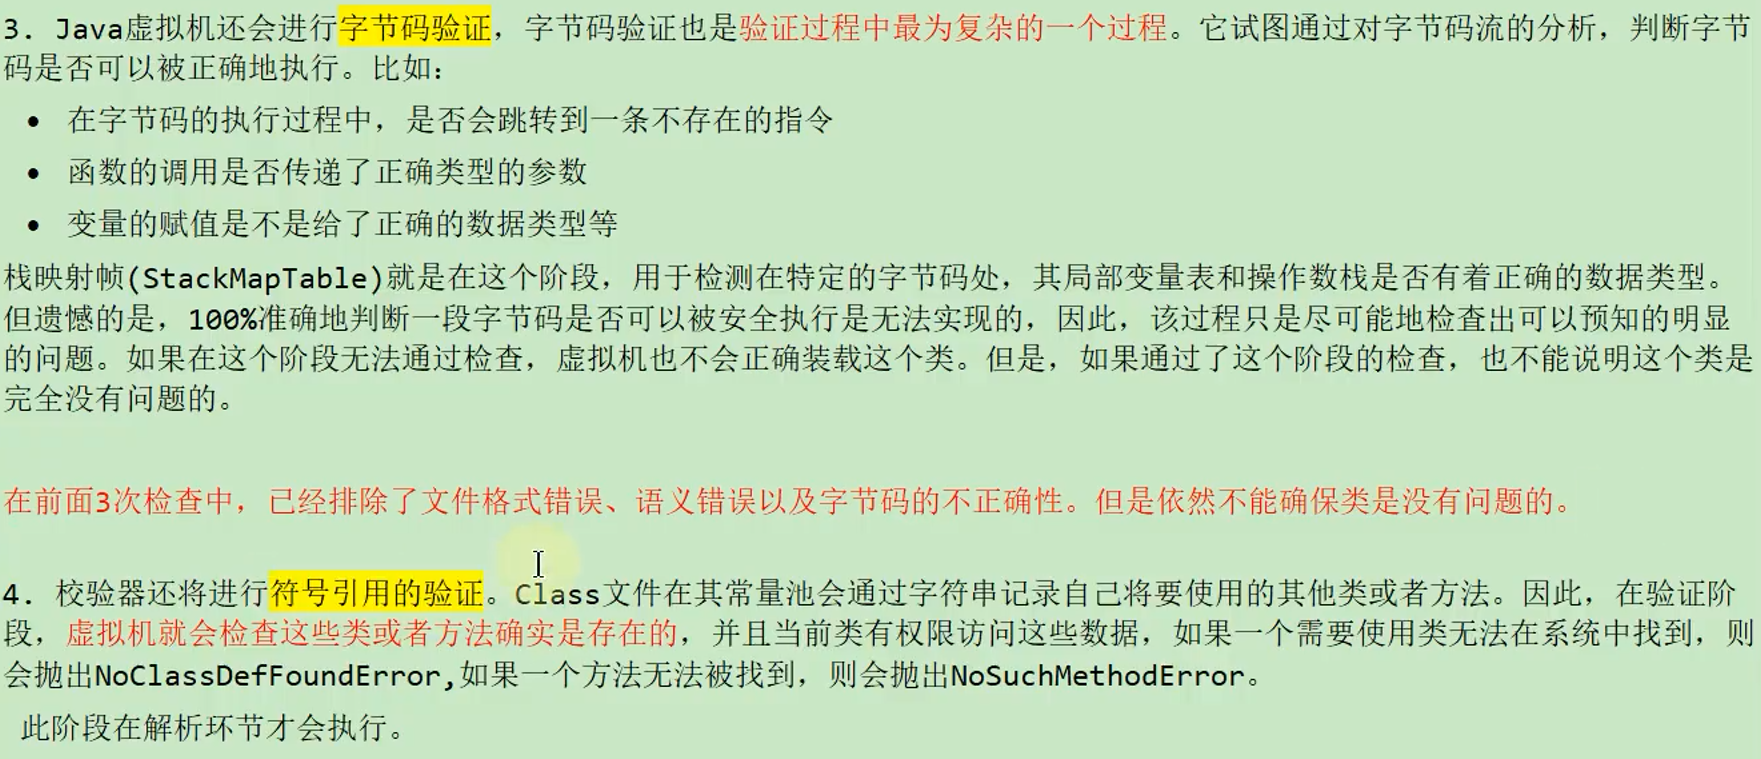 3. Java虚拟机还会进行字节码验证，字节码验证也是验证过程中最为复杂的一个过程。它试图通过对字节码流的分析，判断字节
码是否可以被正确地执行。比如：
• 在字节码的执行过程中，是否会跳转到一条不存在的指令
• 函数的调用是否传递了正确类型的参数
• 变量的赋值是不是给了正确的数据类型等
栈映射帧(StackMapTable)就是在这个阶段，用于检测在特定的字节码处，其局部变量表和操作数栈是否有着正确的数据类型。
但遗憾的是，100%准确地判断一段字节码是否可以被安全执行是无法实现的，因此，该过程只是尽可能地检查出可以预知的明显
的问题。如果在这个阶段无法通过检查，虚拟机也不会正确装载这个类。但是，如果通过了这个阶段的检查，也不能说明这个类是
完全没有问题的。
在前面3次检查中，已经排除了文件格式错误、语义错误以及字节码的不正确性。但是依然不能确保类是没有问题的。
4. 校验器还将进行符号引用的验证。Class文件在其常量池会通过字符串记录自己将要使用的其他类或者方法。因此，在验证阶
段，虚拟机就会检查这些类或者方法确实是存在的，并且当前类有权限访问这些数据，如果一个需要使用类无法在系统中找到，则
会抛出NoClassDefFoundError,如果一个方法无法被找到，则会抛出NoSuchMethodError。
此阶段在解析环节才会执行。